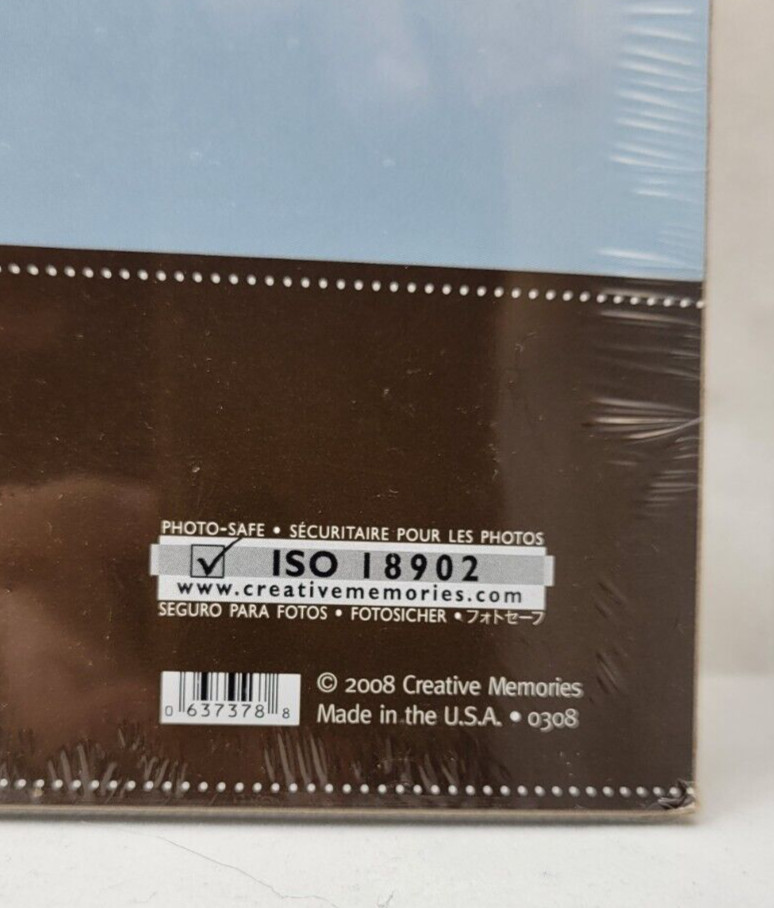 PHOTO-SAFE • SÉCURITAIRE POUR LES PHOTOS
ISO 18902
www.creativememories.com
SEGURO PARA FOTOS • FOTOSICHER • フォトセーフ
0 637378 8
© 2008 Creative Memories
Made in the U.S.A. • 0308